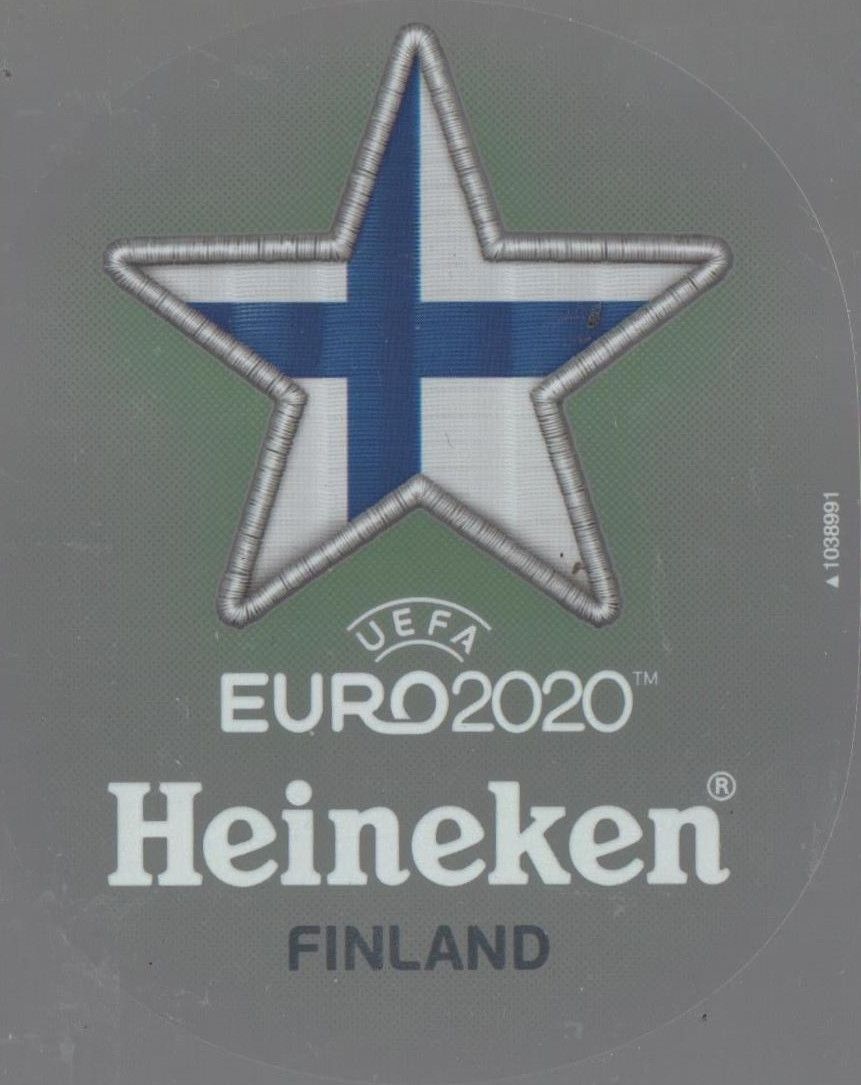 UEFA
EURO2020™
Heineken®
FINLAND
▲1038991